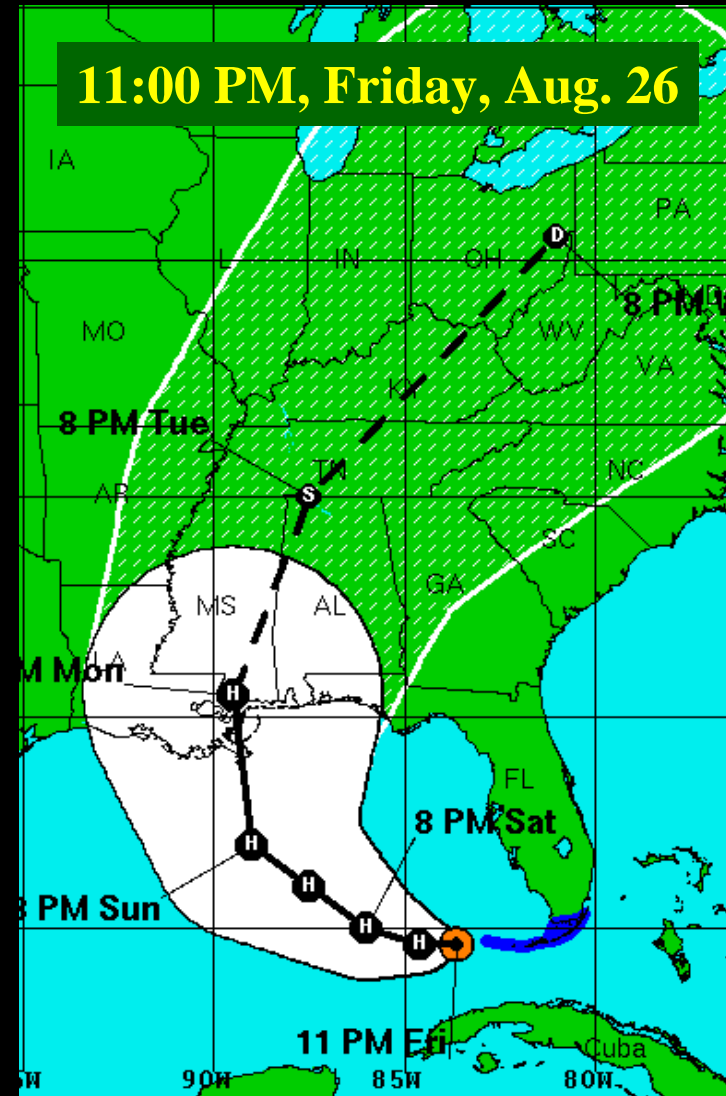 11:00 PM, Friday, Aug. 26
IA
PA
IN
OH
8 PM
MO
WV
VA
KY
8 PM Tue
TN
NC
AR
SC
GA
MS
AL
M Mon
LA
FL
8 PM Sat
PM Sun
11 PM Fri
Cuba
90W
85W
80W
H
H
H
H
H
S
D